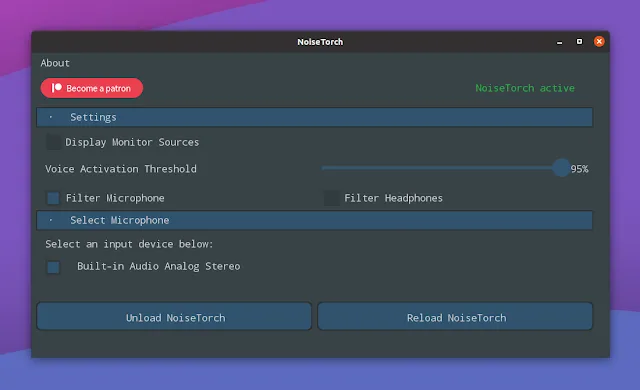 NoiseTorch
About
Become a patron
NoiseTorch active
· Settings
Display Monitor Sources
Voice Activation Threshold 95%
Filter Microphone Filter Headphones
· Select Microphone
Select an input device below:
Built-in Audio Analog Stereo
Unload NoiseTorch Reload NoiseTorch